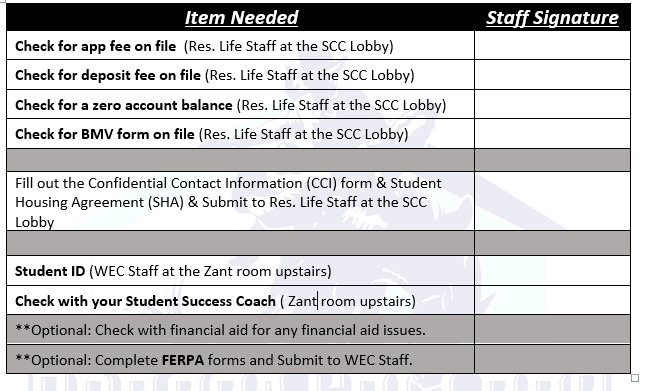 Item Needed Staff Signature
Check for app fee on file (Res. Life Staff at the SCC Lobby)
Check for deposit fee on file (Res. Life Staff at the SCC Lobby)
Check for a zero account balance (Res. Life Staff at the SCC Lobby)
Check for BMV form on file (Res. Life Staff at the SCC Lobby)
Fill out the Confidential Contact Information (CCI) form & Student
Housing Agreement (SHA) & Submit to Res. Life Staff at the SCC
Lobby
Student ID (WEC Staff at the Zant room upstairs)
Check with your Student Success Coach ( Zant room upstairs)
**Optional: Check with financial aid for any financial aid issues.
**Optional: Complete FERPA forms and Submit to WEC Staff.